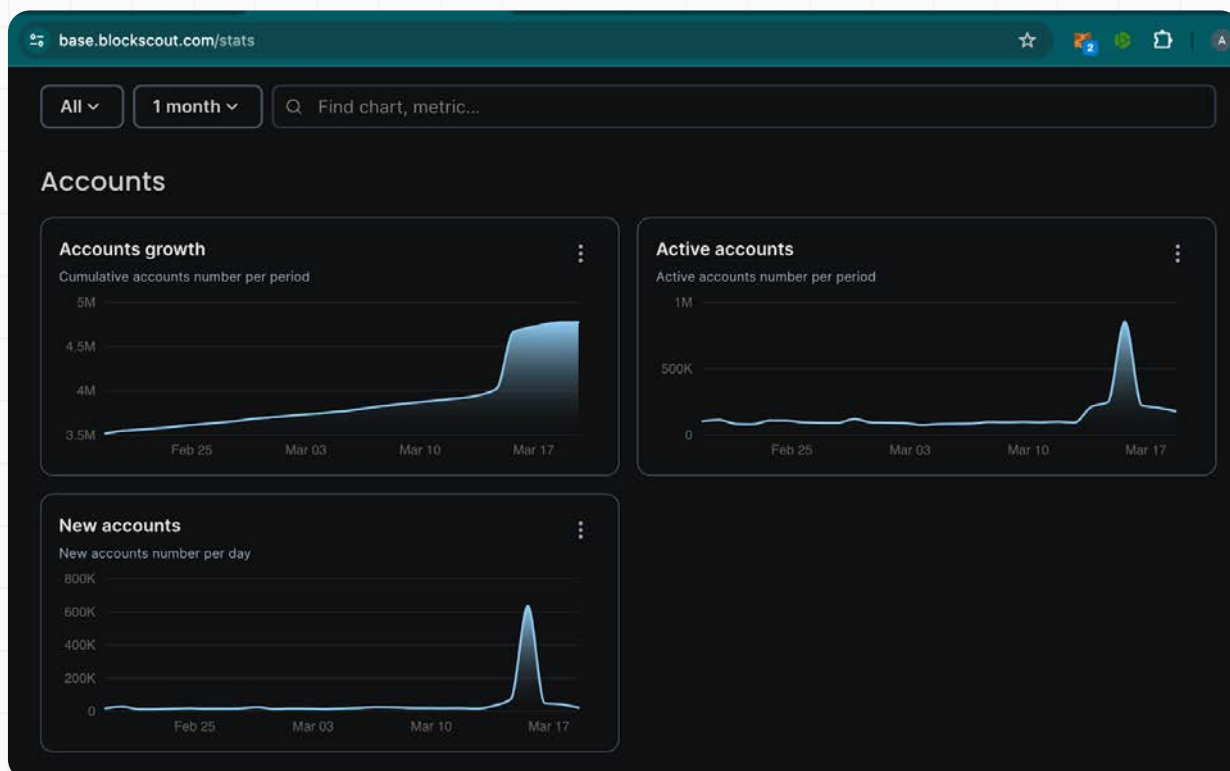 base.blockscout.com/stats
2
A
All
1 month
Find chart, metric...
Accounts
Accounts growth
Cumulative accounts number per period
5M
4.5M
4M
3.5M
Feb 25 Mar 03 Mar 10 Mar 17
Active accounts
Active accounts number per period
1M
500K
0
Feb 25 Mar 03 Mar 10 Mar 17
New accounts
New accounts number per day
800K
600K
400K
200K
0
Feb 25 Mar 03 Mar 10 Mar 17